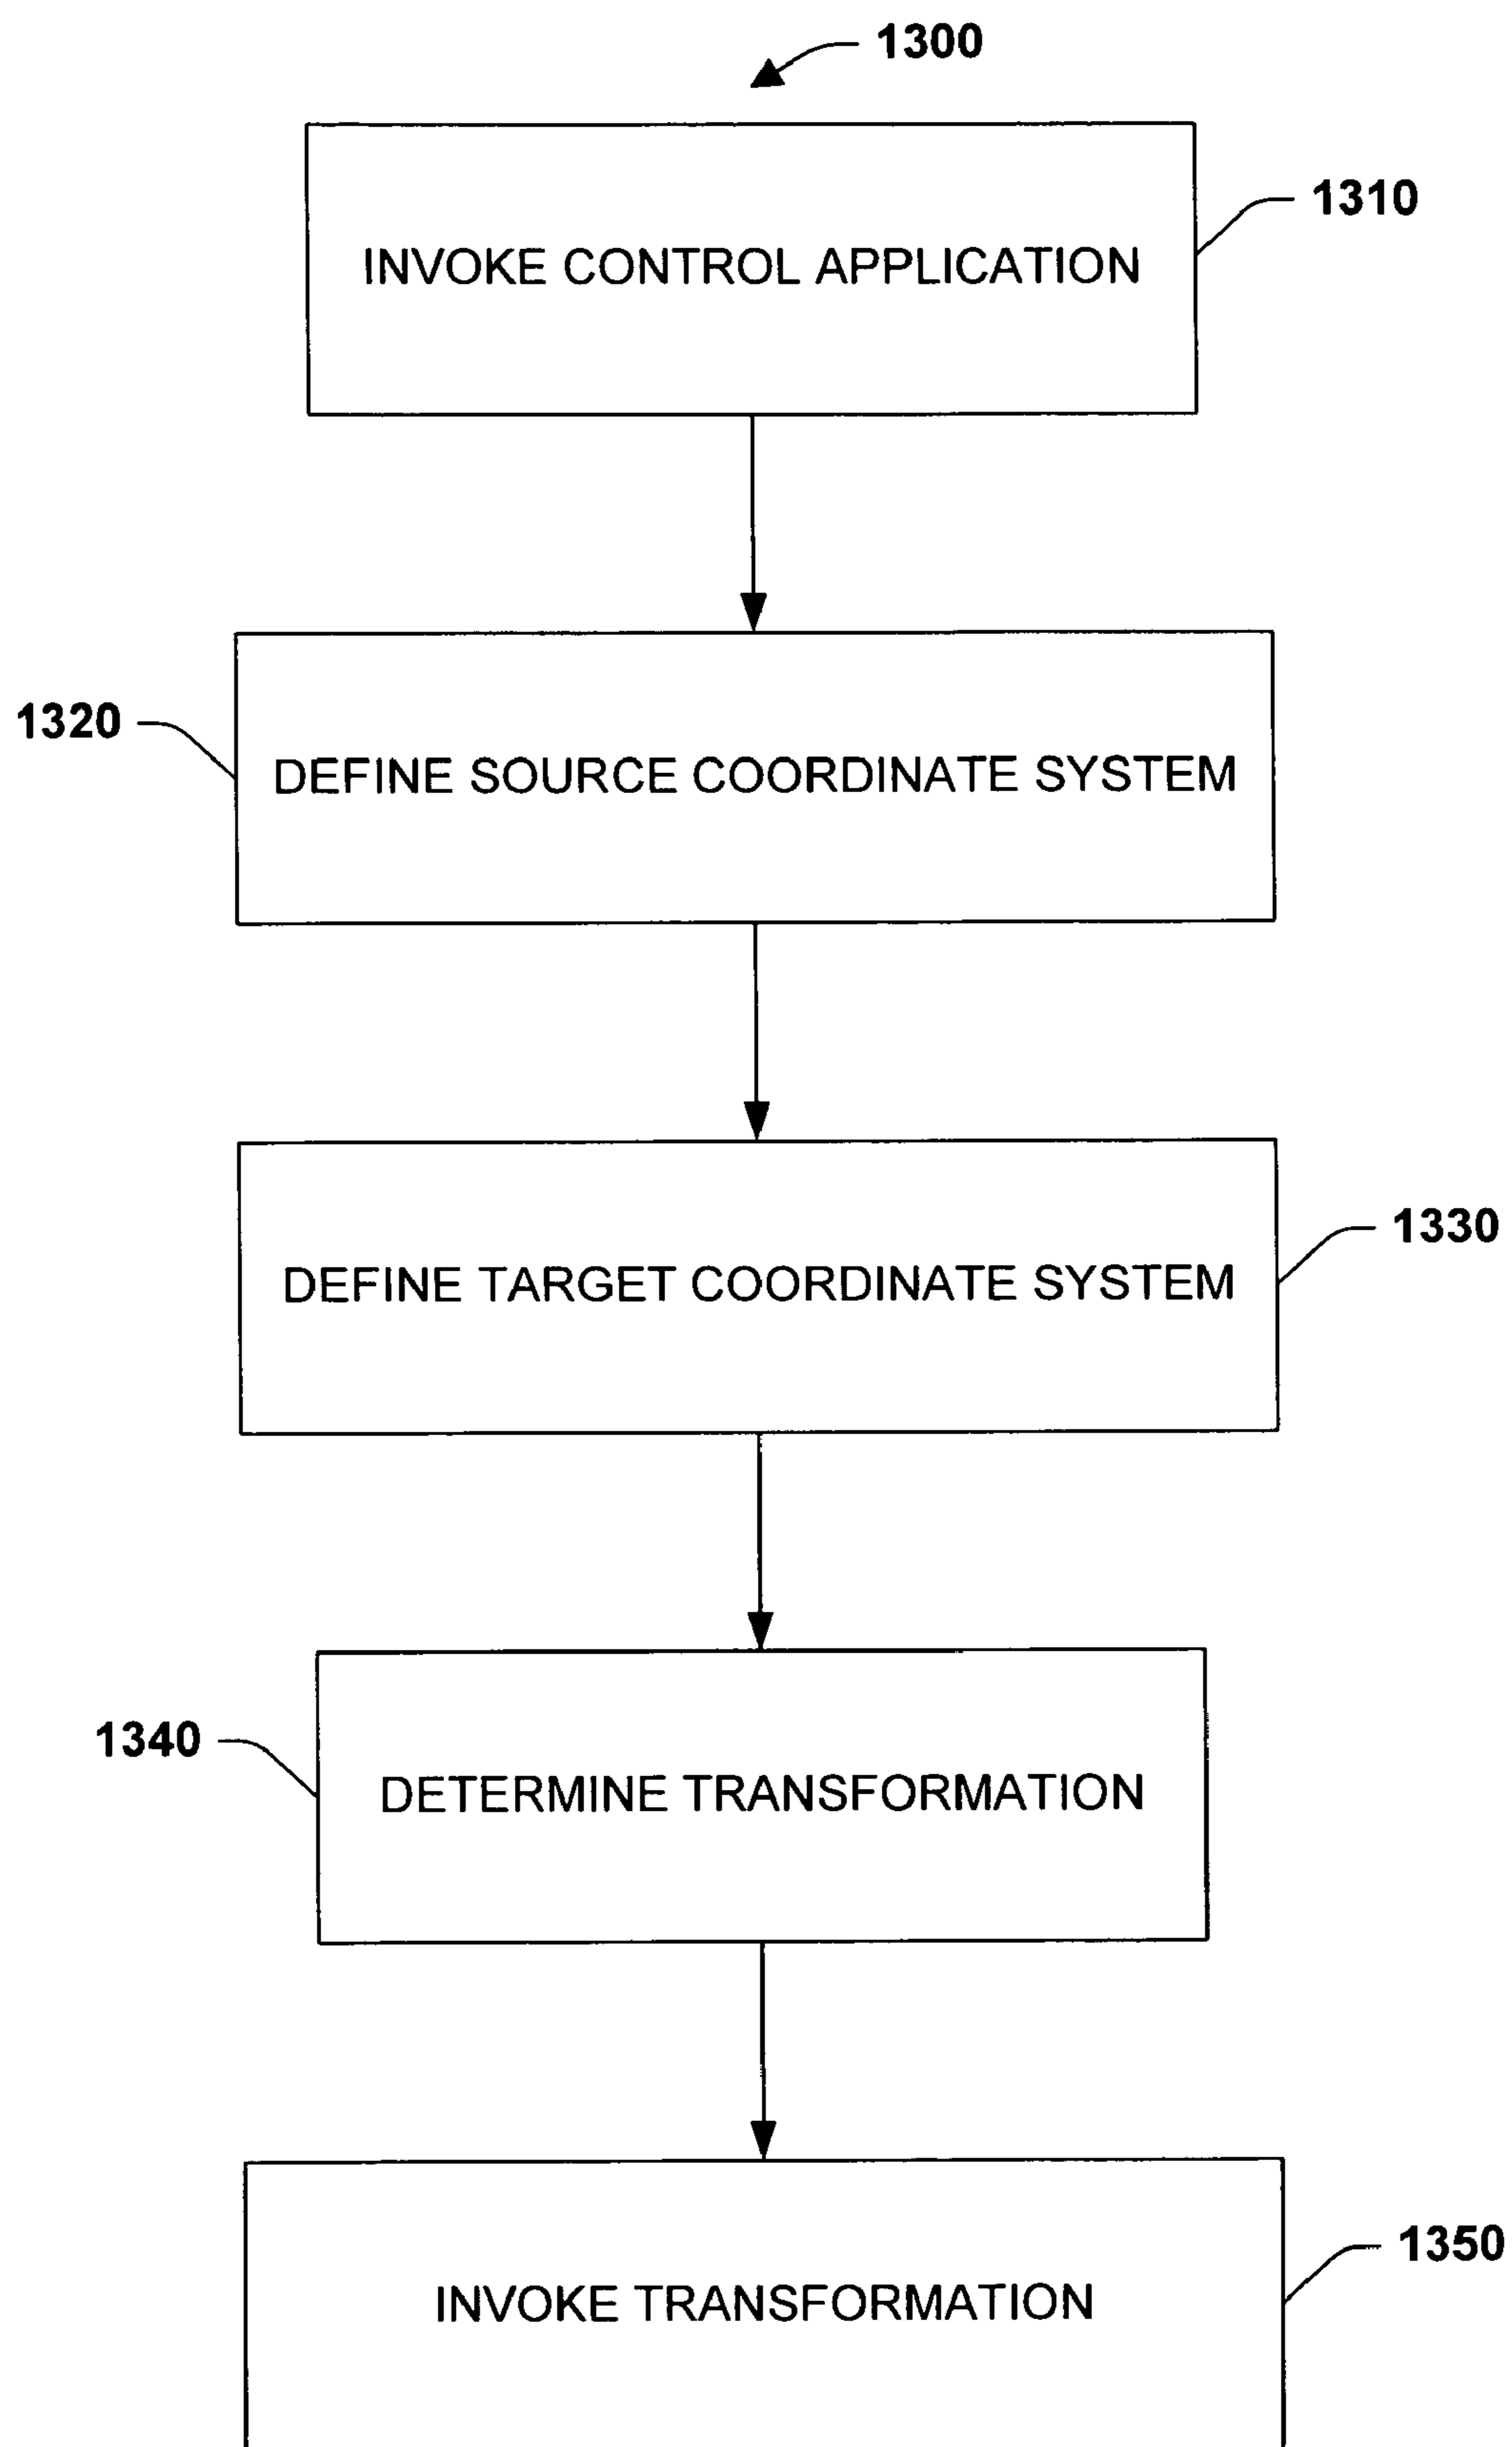 1300
1310
INVOKE CONTROL APPLICATION
1320
DEFINE SOURCE COORDINATE SYSTEM
1330
DEFINE TARGET COORDINATE SYSTEM
1340
DETERMINE TRANSFORMATION
1350
INVOKE TRANSFORMATION